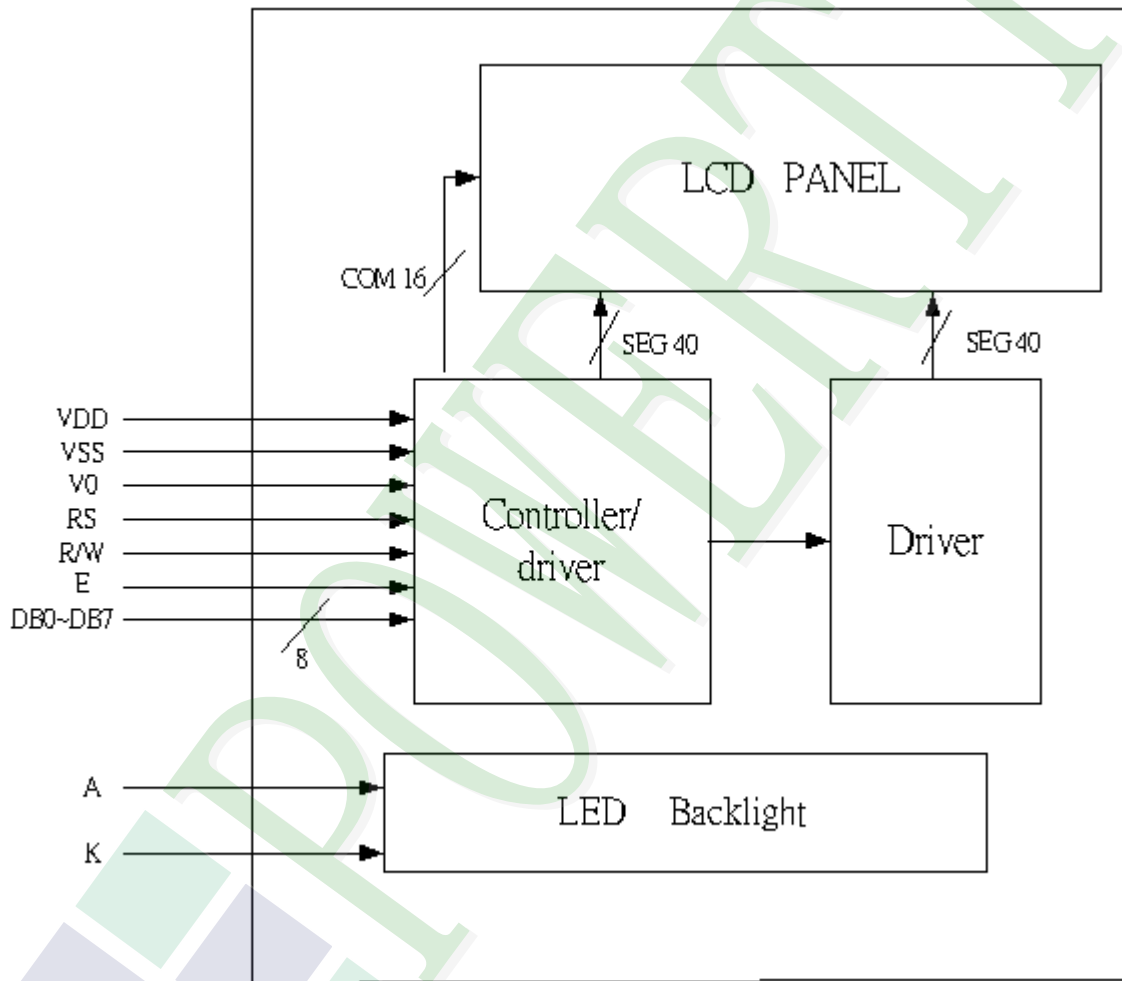 LCD PANEL
COM 16
SEG 40
SEG 40
VDD
VSS
V0
RS
R/W
E
DB0~DB7
8
Controller/
driver
Driver
A
K
LED Backlight
POWERT